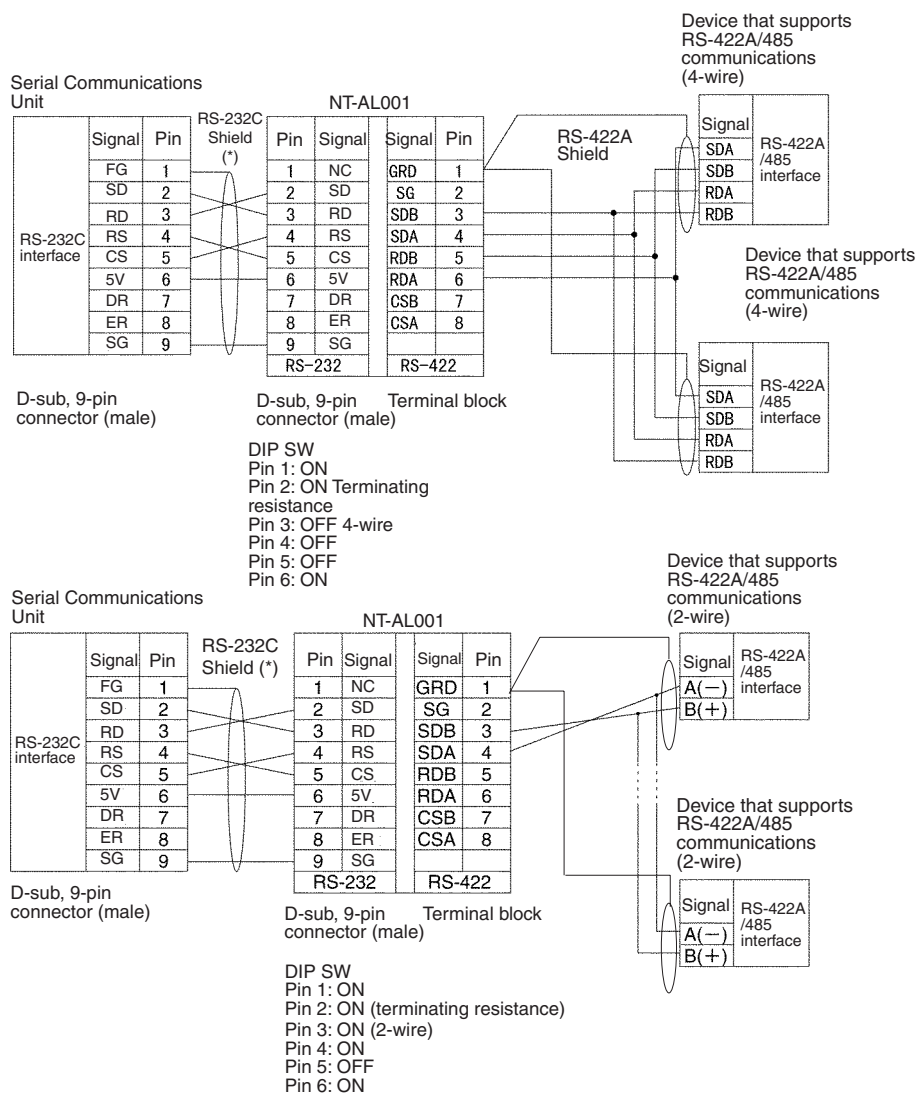 Device that supports
RS-422A/485
communications
(4-wire)
Serial Communications
Unit
NT-AL001
RS-232C
Shield
(*)
RS-422A
Shield
Signal Pin
FG 1
SD 2
RD 3
RS 4
CS 5
5V 6
DR 7
ER 8
SG 9
RS-232C
interface
Pin Signal
1 NC
2 SD
3 RD
4 RS
5 CS
6 5V
7 DR
8 ER
9 SG
RS-232
Signal Pin
GRD 1
SG 2
SDB 3
SDA 4
RDB 5
RDA 6
CSB 7
CSA 8
RS-422
Signal
SDA
SDB
RDA
RDB
RS-422A
/485
interface
Device that supports
RS-422A/485
communications
(4-wire)
Signal
SDA
SDB
RDA
RDB
RS-422A
/485
interface
D-sub, 9-pin
connector (male)
D-sub, 9-pin
connector (male)
Terminal block
DIP SW
Pin 1: ON
Pin 2: ON Terminating
resistance
Pin 3: OFF 4-wire
Pin 4: OFF
Pin 5: OFF
Pin 6: ON
Device that supports
RS-422A/485
communications
(2-wire)
Serial Communications
Unit
NT-AL001
RS-232C
Shield (*)
Signal Pin
FG 1
SD 2
RD 3
RS 4
CS 5
5V 6
DR 7
ER 8
SG 9
RS-232C
interface
Pin Signal
1 NC
2 SD
3 RD
4 RS
5 CS
6 5V
7 DR
8 ER
9 SG
RS-232
Signal Pin
GRD 1
SG 2
SDB 3
SDA 4
RDB 5
RDA 6
CSB 7
CSA 8
RS-422
Signal
A(−)
B(+)
RS-422A
/485
interface
Device that supports
RS-422A/485
communications
(2-wire)
Signal
A(−)
B(+)
RS-422A
/485
interface
D-sub, 9-pin
connector (male)
D-sub, 9-pin
connector (male)
Terminal block
DIP SW
Pin 1: ON
Pin 2: ON (terminating resistance)
Pin 3: ON (2-wire)
Pin 4: ON
Pin 5: OFF
Pin 6: ON